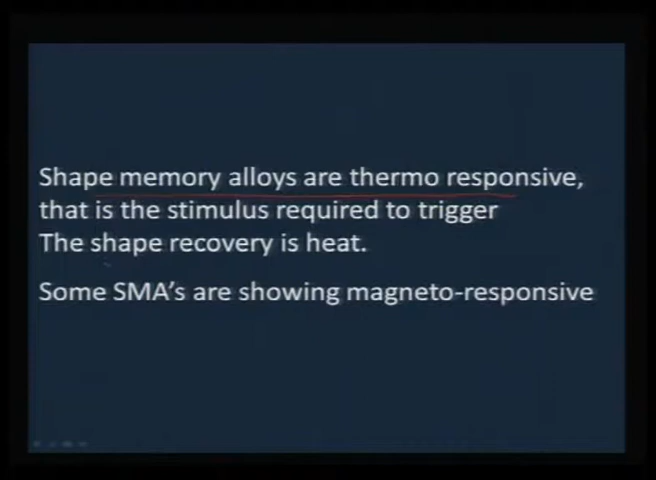 Shape memory alloys are thermo responsive,
that is the stimulus required to trigger
The shape recovery is heat.
Some SMA's are showing magneto-responsive